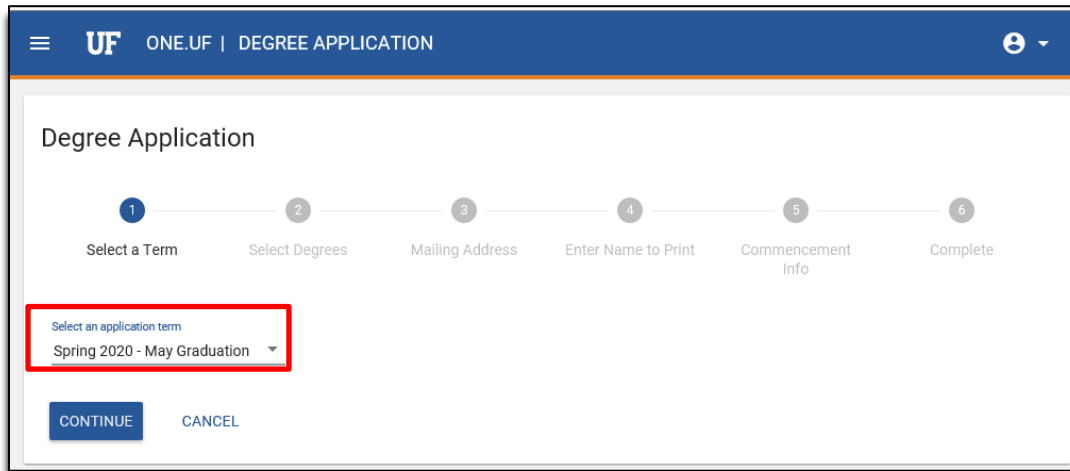 UF ONE.UF | DEGREE APPLICATION
Degree Application
1 2 3 4 5 6
Select a Term Select Degrees Mailing Address Enter Name to Print Commencement Info Complete
Select an application term
Spring 2020 - May Graduation
CONTINUE CANCEL